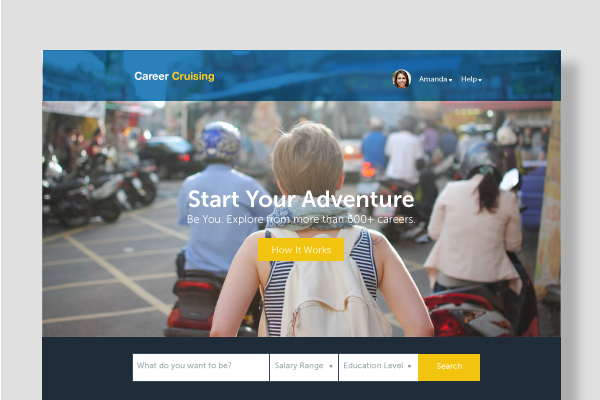 Career Cruising
Amanda
Help
Start Your Adventure
Be You. Explore from more than 600+ careers.
How It Works
What do you want to be?
Salary Range
Education Level
Search